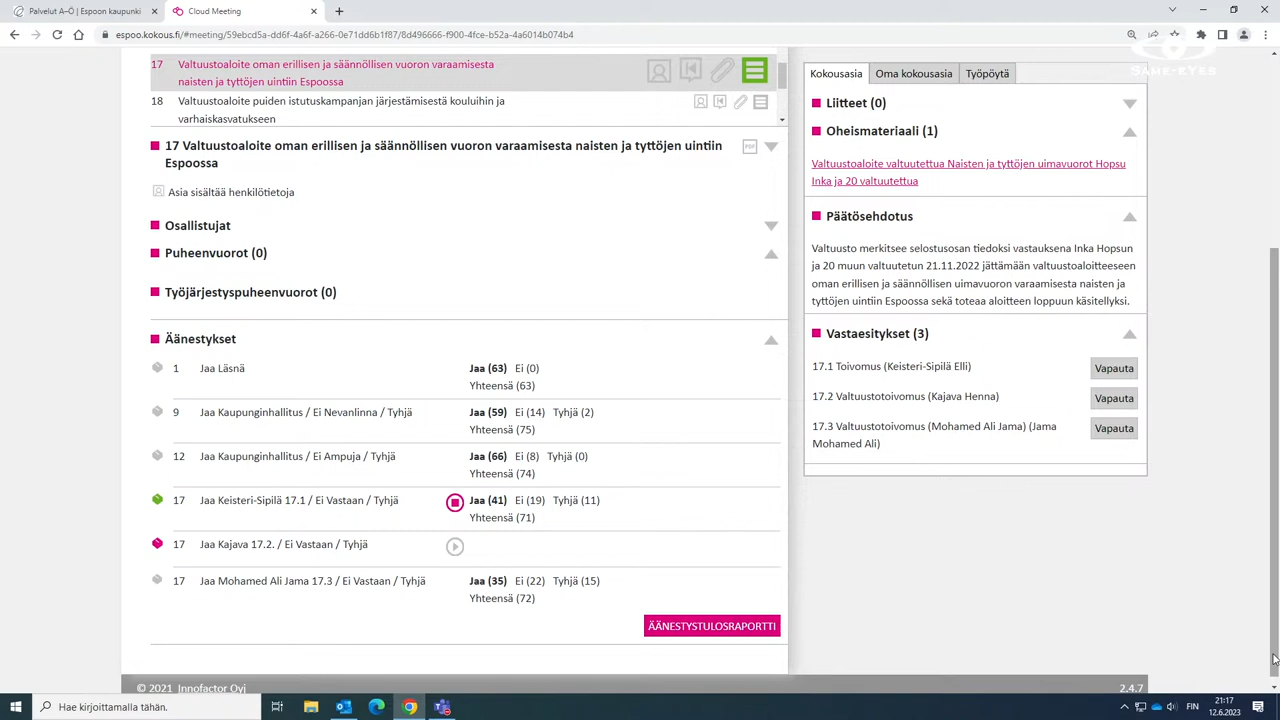 Palvelut A–Ö | Espoon kaupunki
Cloud Meeting
espoo.kokous.fi/#meeting/59ebcd5a-dd6f-4a6f-a266-0e71dd6b1f87/8d496666-f900-4fce-b52a-4a6014b074b4
SAME-EYES
17 Valtuustoaloite oman erillisen ja säännöllisen vuoron varaamisesta
naisten ja tyttöjen uintiin Espoossa
18 Valtuustoaloite puiden istutuskampanjan järjestämisestä kouluihin ja
varhaiskasvatukseen
17 Valtuustoaloite oman erillisen ja säännöllisen vuoron varaamisesta naisten ja tyttöjen uintiin
Espoossa
PDF
Asia sisältää henkilötietoja
Osallistujat
Puheenvuorot (0)
Työjärjestyspuheenvuorot (0)
Äänestykset
1 Jaa Läsnä Jaa (63) Ei (0)
Yhteensä (63)
9 Jaa Kaupunginhallitus / Ei Nevanlinna / Tyhjä Jaa (59) Ei (14) Tyhjä (2)
Yhteensä (75)
12 Jaa Kaupunginhallitus / Ei Ampuja / Tyhjä Jaa (66) Ei (8) Tyhjä (0)
Yhteensä (74)
17 Jaa Keisteri-Sipilä 17.1 / Ei Vastaan / Tyhjä Jaa (41) Ei (19) Tyhjä (11)
Yhteensä (71)
17 Jaa Kajava 17.2. / Ei Vastaan / Tyhjä
17 Jaa Mohamed Ali Jama 17.3 / Ei Vastaan / Tyhjä Jaa (35) Ei (22) Tyhjä (15)
Yhteensä (72)
ÄÄNESTYSTULOSRAPORTTI
Kokousasia Oma kokousasia Työpöytä
Liitteet (0)
Oheismateriaali (1)
Valtuustoaloite valtuutettua Naisten ja tyttöjen uimavuorot Hopsu
Inka ja 20 valtuutettua
Päätösehdotus
Valtuusto merkitsee selostusosan tiedoksi vastauksena Inka Hopsun
ja 20 muun valtuutetun 21.11.2022 jättämään valtuustoaloitteeseen
oman erillisen ja säännöllisen uimavuoron varaamisesta naisten ja
tyttöjen uintiin Espoossa sekä toteaa aloitteen loppuun käsitellyksi.
Vastaesitykset (3)
17.1 Toivomus (Keisteri-Sipilä Elli) Vapauta
17.2 Valtuustotoivomus (Kajava Henna) Vapauta
17.3 Valtuustotoivomus (Mohamed Ali Jama) (Jama Vapauta
Mohamed Ali)
© 2021 Innofactor Oyj 2.4.7
Hae kirjoittamalla tähän.
FIN
21:17
12.6.2023